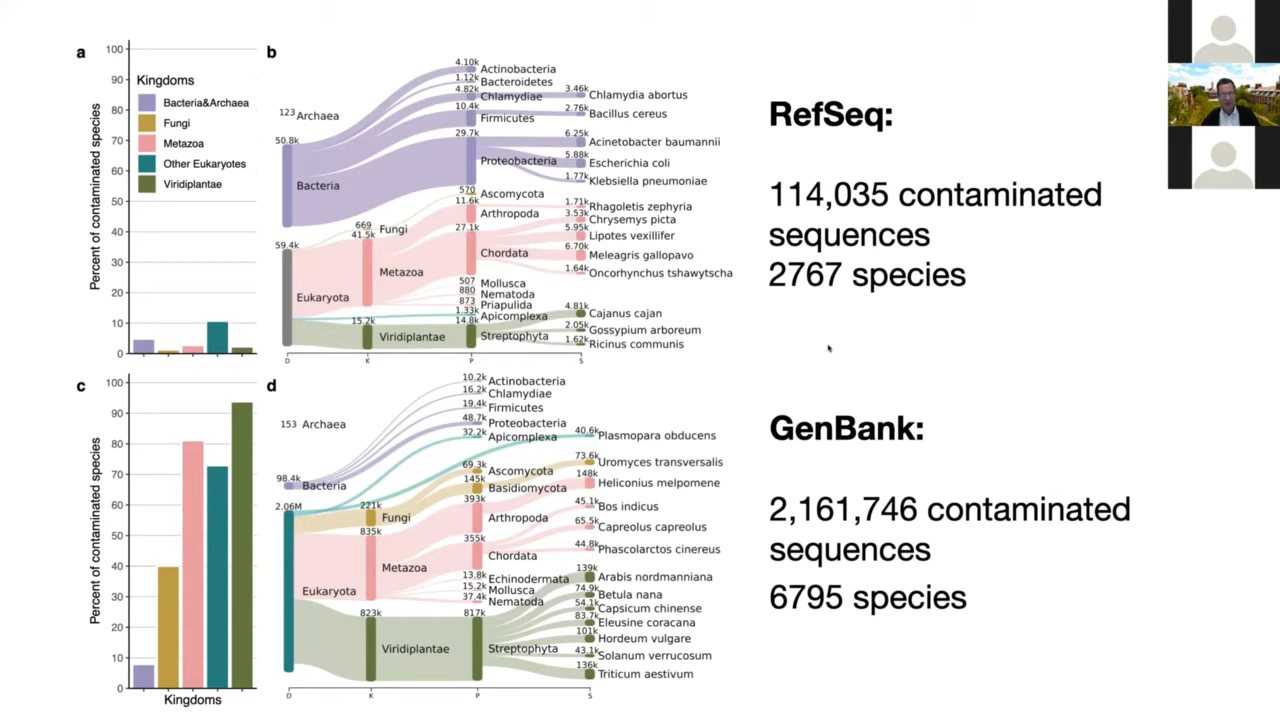 a
100
90
80
70
60
50
40
30
20
10
0
Percent of contaminated species
Kingdoms
Bacteria&Archaea
Fungi
Metazoa
Other Eukaryotes
Viridiplantae
b
123 Archaea
50.8k
Bacteria
59.4k
Eukaryota
669
Fungi
41.5k
Metazoa
15.2k
Viridiplantae
4.10k
Actinobacteria
1.12k
Bacteroidetes
4.82k
Chlamydiae
10.4k
Firmicutes
29.7k
Proteobacteria
570
Ascomycota
11.6k
Arthropoda
27.1k
Chordata
507
Mollusca
880
Nematoda
873
Priapulida
1.33k
Apicomplexa
14.8k
Streptophyta
3.46k
Chlamydia abortus
2.76k
Bacillus cereus
6.25k
Acinetobacter baumannii
5.88k
Escherichia coli
1.77k
Klebsiella pneumoniae
1.71k
Rhagoletis zephyria
3.53k
Chrysemys picta
5.95k
Lipotes vexillifer
6.70k
Meleagris gallopavo
1.64k
Oncorhynchus tshawytscha
4.81k
Cajanus cajan
2.05k
Gossypium arboreum
1.62k
Ricinus communis
D
K
P
S
RefSeq:
114,035 contaminated
sequences
2767 species
c
100
90
80
70
60
50
40
30
20
10
0
Percent of contaminated species
Kingdoms
d
153 Archaea
98.4k
Bacteria
2.06M
Eukaryota
221k
Fungi
835k
Metazoa
823k
Viridiplantae
10.2k
Actinobacteria
16.2k
Chlamydiae
19.4k
Firmicutes
48.7k
Proteobacteria
32.2k
Apicomplexa
69.3k
Ascomycota
145k
Basidiomycota
393k
Arthropoda
355k
Chordata
13.8k
Echinodermata
15.2k
Mollusca
37.4k
Nematoda
817k
Streptophyta
40.6k
Plasmopara obducens
73.6k
Uromyces transversalis
148k
Heliconius melpomene
45.1k
Bos indicus
65.5k
Capreolus capreolus
44.8k
Phascolarctos cinereus
139k
Arabis nordmanniana
74.9k
Betula nana
54.1k
Capsicum chinense
83.7k
Eleusine coracana
101k
Hordeum vulgare
43.1k
Solanum verrucosum
136k
Triticum aestivum
D
K
P
S
GenBank:
2,161,746 contaminated
sequences
6795 species